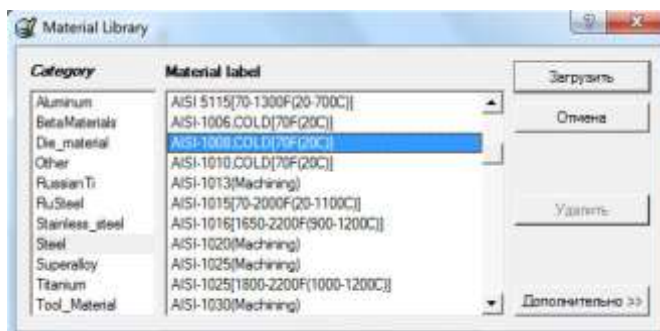 Material Library
Category
Aluminum
BetaMaterials
Die_material
Other
RussianTi
RuSteel
Stainless_steel
Steel
Superalloy
Titanium
Tool_Material
Material label
AISI 5115[70-1300F(20-700C)]
AISI-1006,COLD[70F(20C)]
AISI-1008,COLD[70F(20C)]
AISI-1010,COLD[70F(20C)]
AISI-1013(Machining)
AISI-1015[70-2000F(20-1100C)]
AISI-1016[1650-2200F(900-1200C)]
AISI-1020(Machining)
AISI-1025(Machining)
AISI-1025[1800-2200F(1000-1200C)]
AISI-1030(Machining)
Загрузить
Отмена
Удалить
Дополнительно >>